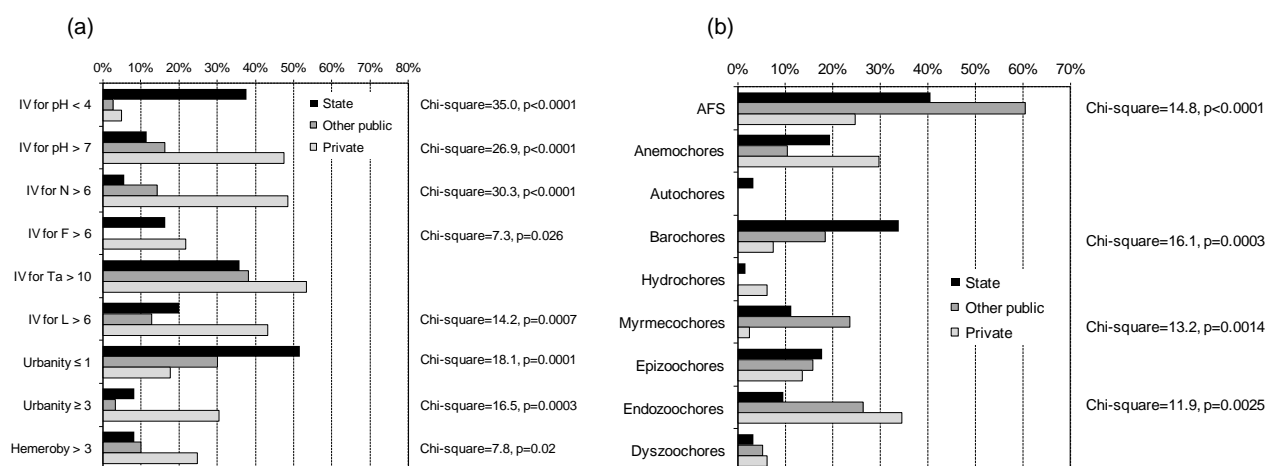 (a)
0% 10% 20% 30% 40% 50% 60% 70% 80%
IV for pH < 4
IV for pH > 7
IV for N > 6
IV for F > 6
IV for Ta > 10
IV for L > 6
Urbanity ≤ 1
Urbanity ≥ 3
Hemeroby > 3
State
Other public
Private
Chi-square=35.0, p<0.0001
Chi-square=26.9, p<0.0001
Chi-square=30.3, p<0.0001
Chi-square=7.3, p=0.026
Chi-square=14.2, p=0.0007
Chi-square=18.1, p=0.0001
Chi-square=16.5, p=0.0003
Chi-square=7.8, p=0.02
(b)
0% 10% 20% 30% 40% 50% 60% 70%
AFS
Anemochores
Autochores
Barochores
Hydrochores
Myrmecochores
Epizoochores
Endozoochores
Dyszoochores
State
Other public
Private
Chi-square=14.8, p<0.0001
Chi-square=16.1, p=0.0003
Chi-square=13.2, p=0.0014
Chi-square=11.9, p=0.0025